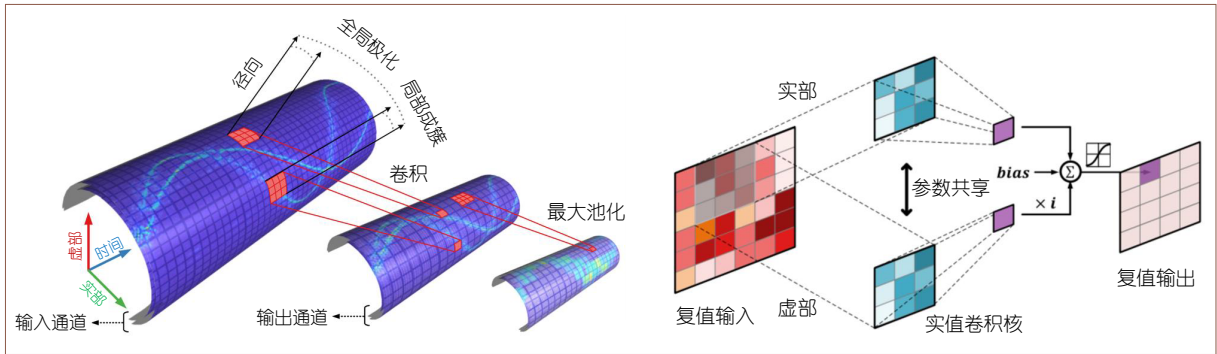 全局极化
径向
局部成簇
卷积
最大池化
虚部
时间
实部
输入通道
输出通道
实部
参数共享
bias
Σ
× i
复值输入
虚部
实值卷积核
复值输出